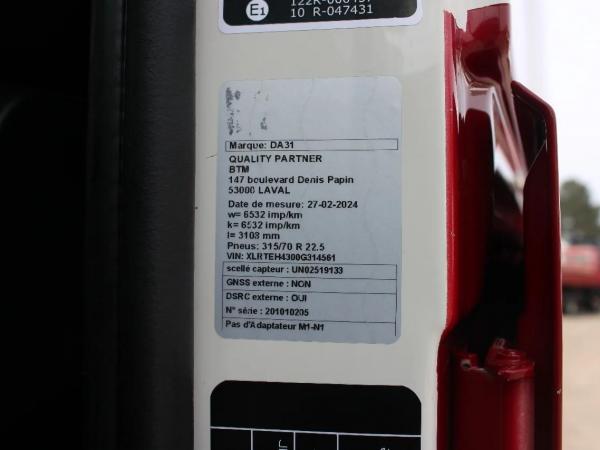 E1
10 R-047431
Marque: DA31
QUALITY PARTNER
BTM
147 boulevard Denis Papin
53000 LAVAL
Date de mesure: 27-02-2024
w= 6532 imp/km
k= 6532 imp/km
l= 3108 mm
Pneus: 315/70 R 22.5
VIN: XLRTEH4300G314561
scellé capteur : UN02519133
GNSS externe : NON
DSRC externe : OUI
N° série : 201010205
Pas d'Adaptateur M1-N1